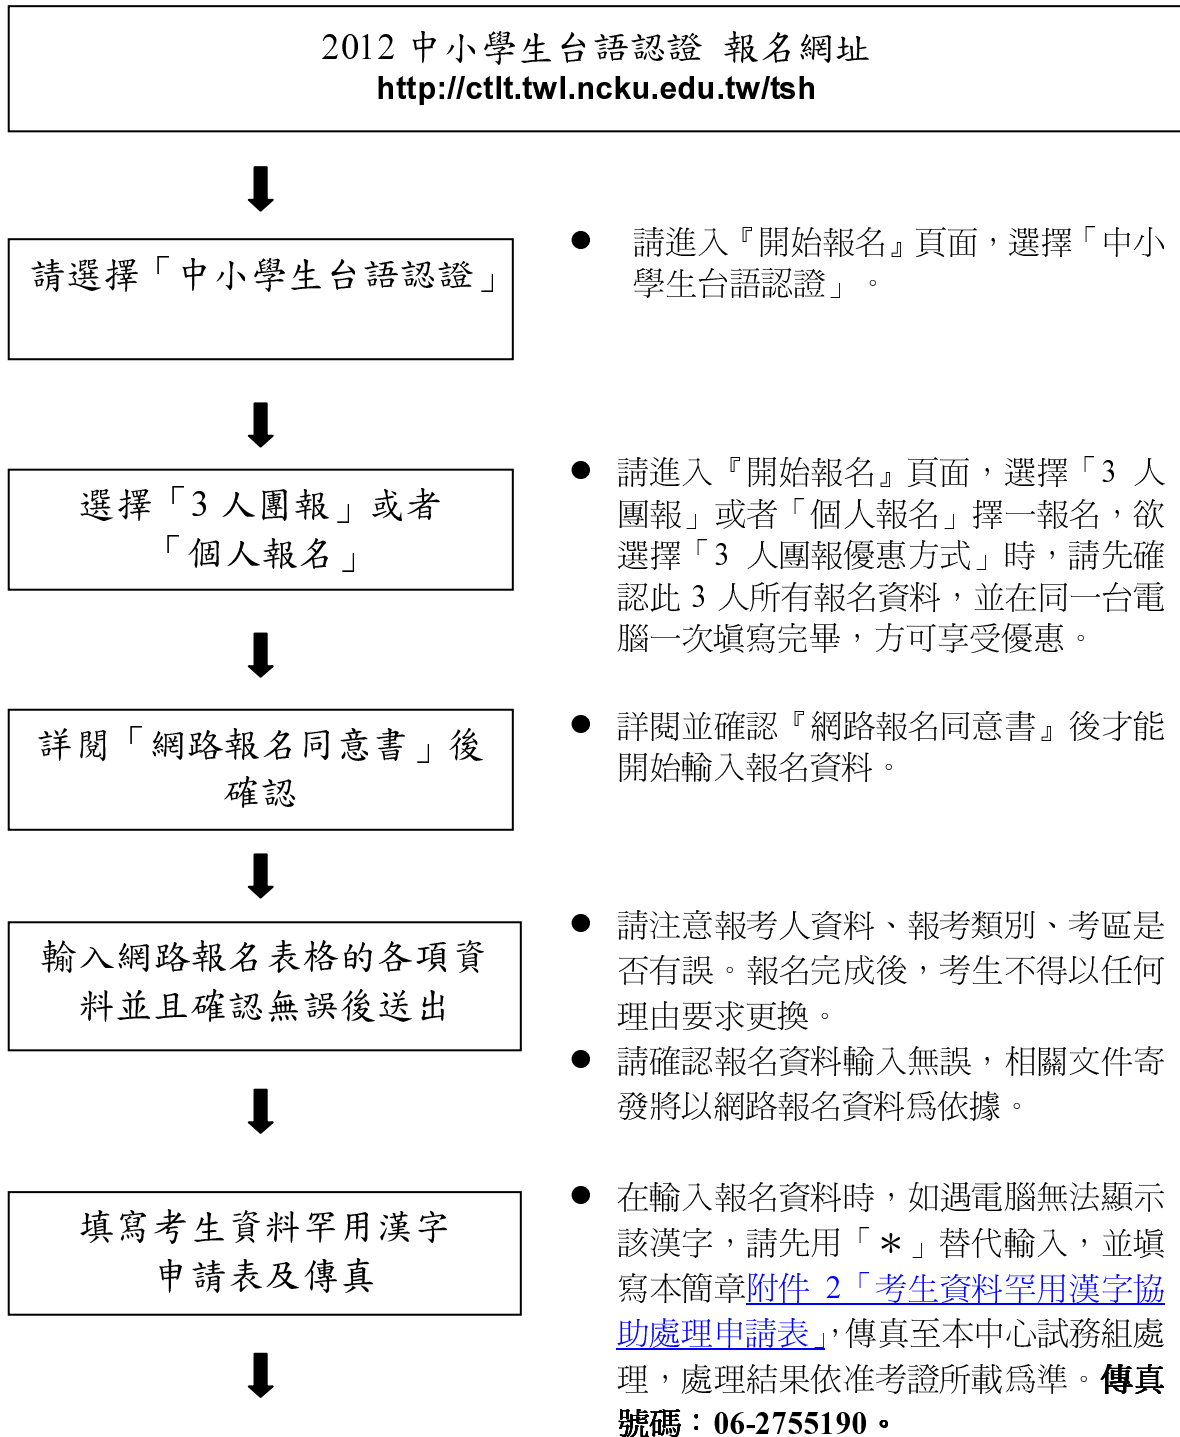 2012 中小學生台語認證 報名網址
http://ctlt.twl.ncku.edu.tw/tsh
請選擇「中小學生台語認證」
● 請進入『開始報名』頁面，選擇「中小
學生台語認證」。
選擇「3 人團報」或者
「個人報名」
● 請進入『開始報名』頁面，選擇「3 人
團報」或者「個人報名」擇一報名，欲
選擇「3 人團報優惠方式」時，請先確
認此 3 人所有報名資料，並在同一台電
腦一次填寫完畢，方可享受優惠。
詳閱「網路報名同意書」後
確認
● 詳閱並確認『網路報名同意書』後才能
開始輸入報名資料。
輸入網路報名表格的各項資
料並且確認無誤後送出
● 請注意報考人資料、報考類別、考區是
否有誤。報名完成後，考生不得以任何
理由要求更換。
● 請確認報名資料輸入無誤，相關文件寄
發將以網路報名資料為依據。
填寫考生資料罕用漢字
申請表及傳真
● 在輸入報名資料時，如遇電腦無法顯示
該漢字，請先用「＊」替代輸入，並填
寫本簡章附件 2「考生資料罕用漢字協
助處理申請表」，傳真至本中心試務組處
理，處理結果依准考證所載為準。傳真
號碼：06-2755190。